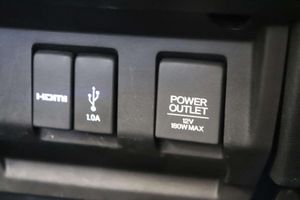 HDMI
1.0A
POWER
OUTLET
12V
180W MAX